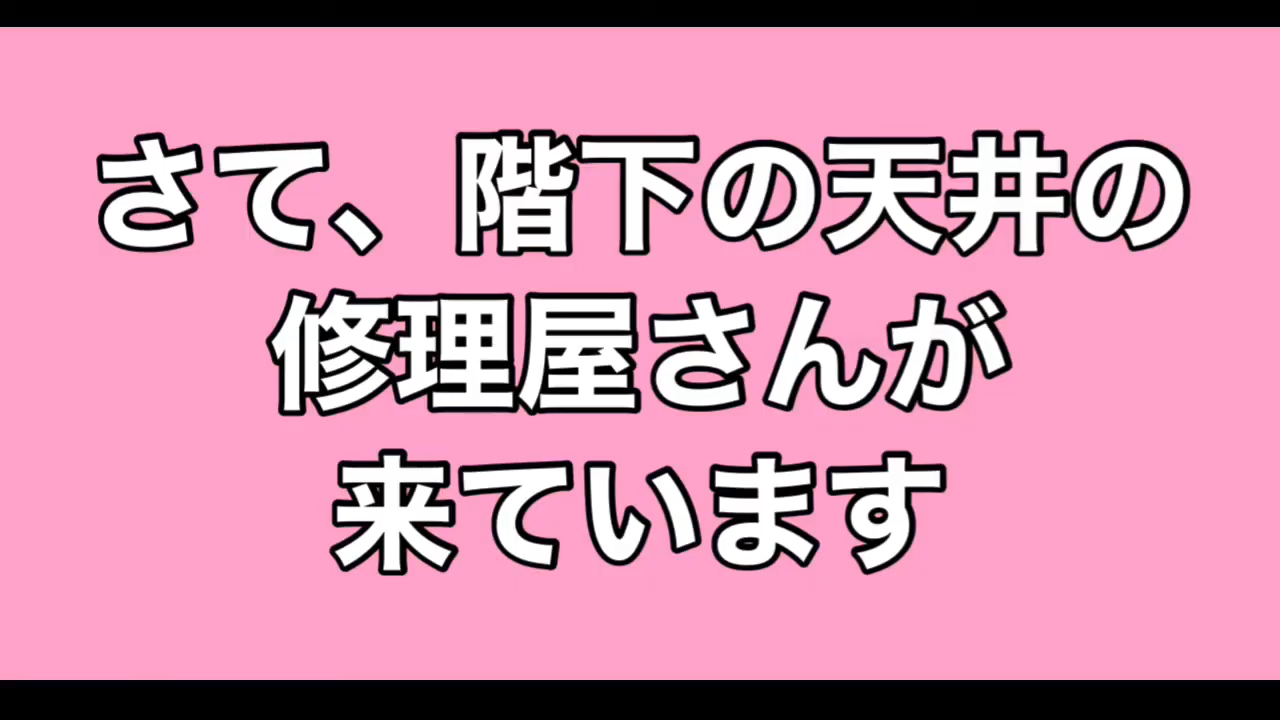 さて、階下の天井の
修理屋さんが
来ています